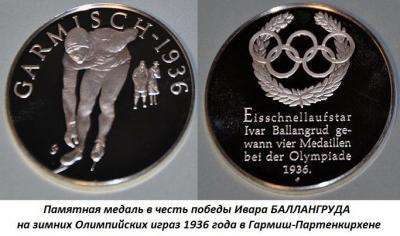 GARMISCH-1936
Eisschnellaufstar
Ivar Ballangrud ge-
wann vier Medaillen
bei der Olympiade
1936.
Памятная медаль в честь победы Ивара БАЛЛАНГРУДА
на зимних Олимпийских играз 1936 года в Гармиш-Партенкирхене